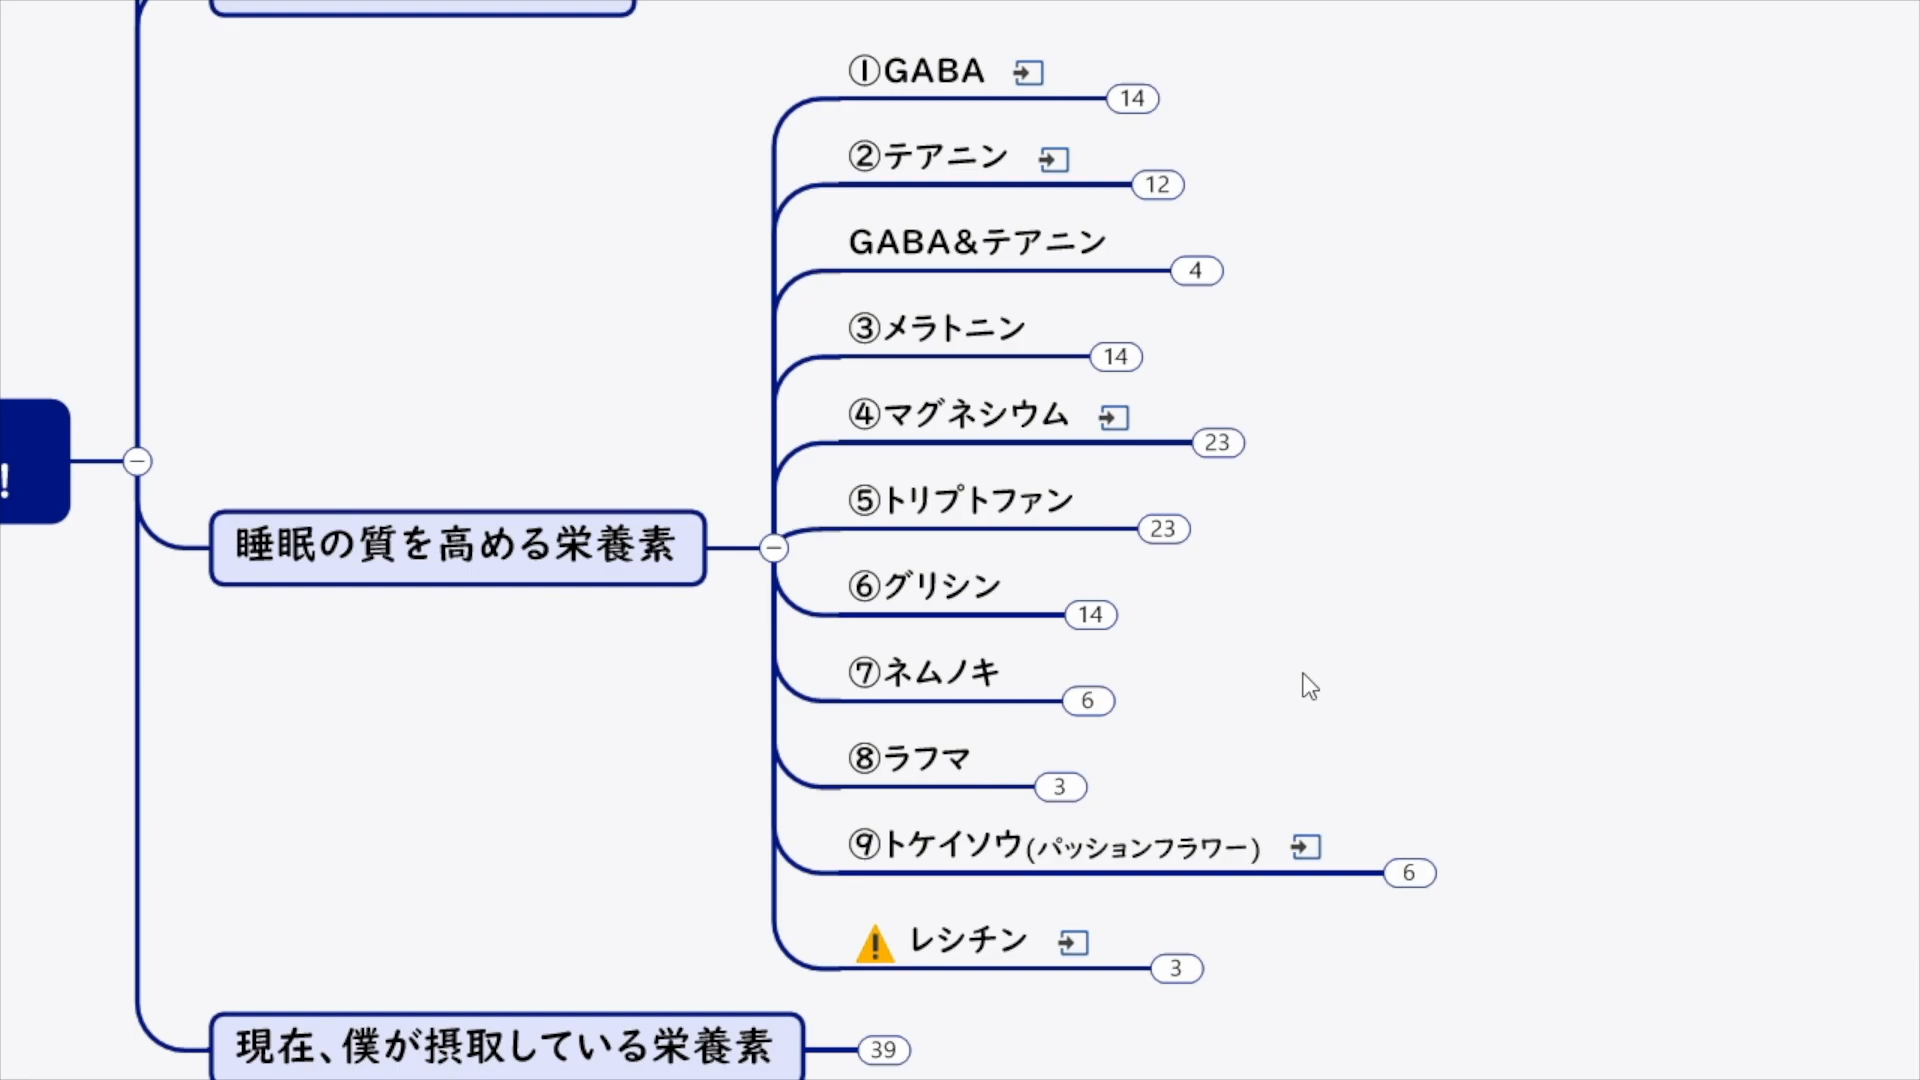 ①GABA
14
②テアニン
12
GABA&テアニン
4
③メラトニン
14
④マグネシウム
23
⑤トリプトファン
23
!
睡眠の質を高める栄養素
⑥グリシン
14
⑦ネムノキ
6
⑧ラフマ
3
⑨トケイソウ(パッションフラワー)
6
レシチン
3
現在、僕が摂取している栄養素
39